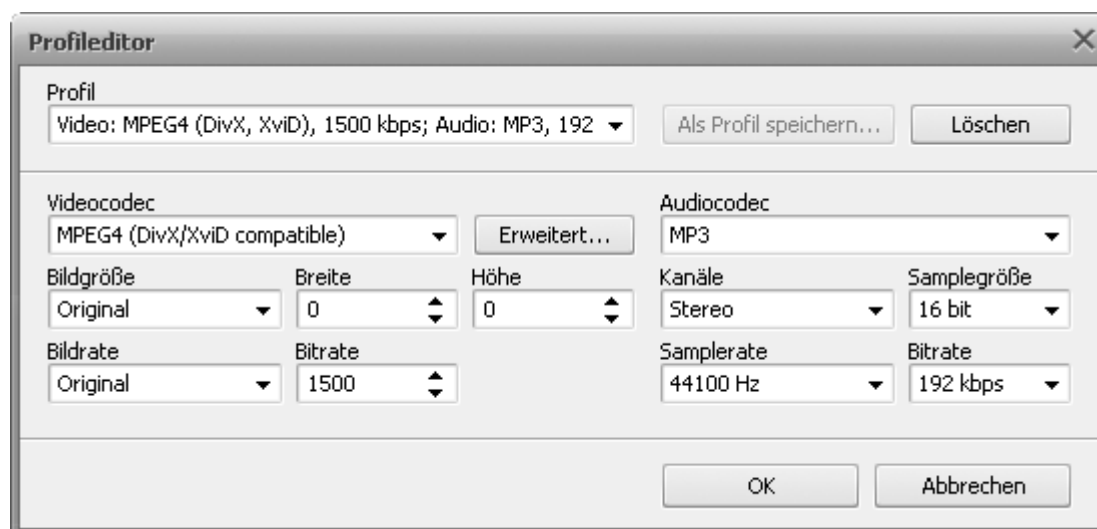 Profileditor
Profil
Video: MPEG4 (DivX, XviD), 1500 kbps; Audio: MP3, 192
Als Profil speichern...
Löschen
Videocodec
MPEG4 (DivX/XviD compatible)
Erweitert...
Audiocodec
MP3
Bildgröße Breite Höhe
Original 0 0
Kanäle Samplegröße
Stereo 16 bit
Bildrate Bitrate
Original 1500
Samplerate Bitrate
44100 Hz 192 kbps
OK Abbrechen